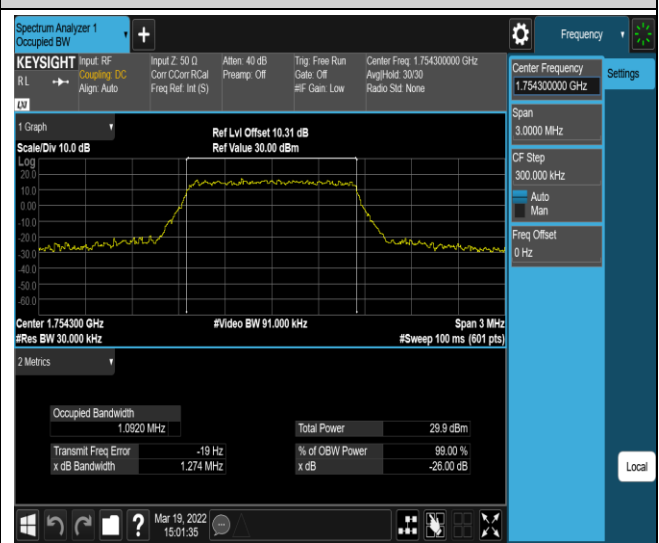 Spectrum Analyzer 1
Occupied BW
Frequency
KEYSIGHT
RL
Input: RF
Coupling: DC
Align: Auto
Input Z: 50 Ω
Corr CCorr RCal
Freq Ref: Int (S)
Atten: 40 dB
Preamp: Off
Trig: Free Run
Gate: Off
#IF Gain: Low
Center Freq: 1.754300000 GHz
Avg|Hold: 30/30
Radio Std: None
LXI
1 Graph
Scale/Div 10.0 dB
Ref Lvl Offset 10.31 dB
Ref Value 30.00 dBm
Log
20.0
10.0
0.00
-10.0
-20.0
-30.0
-40.0
-50.0
-60.0
Center 1.754300 GHz
#Video BW 91.000 kHz
Span 3 MHz
#Res BW 30.000 kHz
#Sweep 100 ms (601 pts)
2 Metrics
Occupied Bandwidth
1.0920 MHz
Total Power 29.9 dBm
Transmit Freq Error -19 Hz
% of OBW Power 99.00 %
x dB Bandwidth 1.274 MHz
x dB -26.00 dB
Center Frequency
1.754300000 GHz
Settings
Span
3.0000 MHz
CF Step
300.000 kHz
Auto
Man
Freq Offset
0 Hz
Local
?
Mar 19, 2022
15:01:35